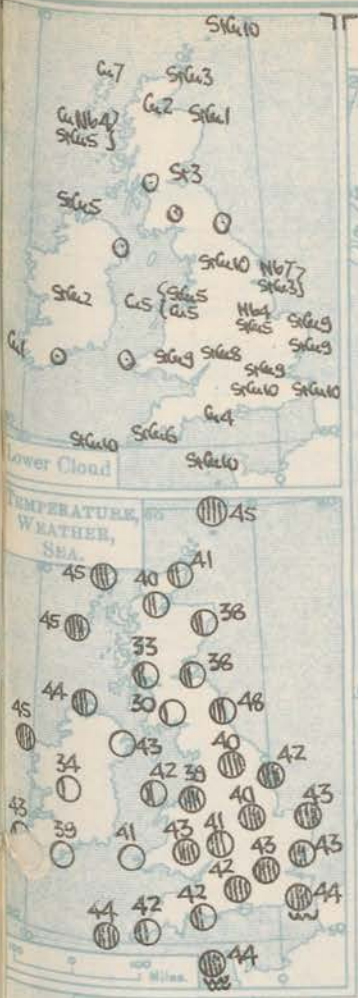 StCu10
Cu7 StCu3
Cu2 StCu1
CuNb4}
StCu5}
St3
StCu5
StCu10 Nb7}
StCu3}
StCu2 Cu5 {StCu5
Cu5
Nb4
StCu5 StCu9
StCu9
Cu1 StCu9 StCu8
StCu9
StCu10 StCu10
Cu4
StCu10 StCu6
StCu10
Lower Cloud
TEMPERATURE,
WEATHER,
SEA.
45
45 40 41
45 38
33 38
44 30 48
45 43 40
34 42 39 42
40 43
43 39 41 43 41 43
42 43
44 42 42 44
44
Miles.